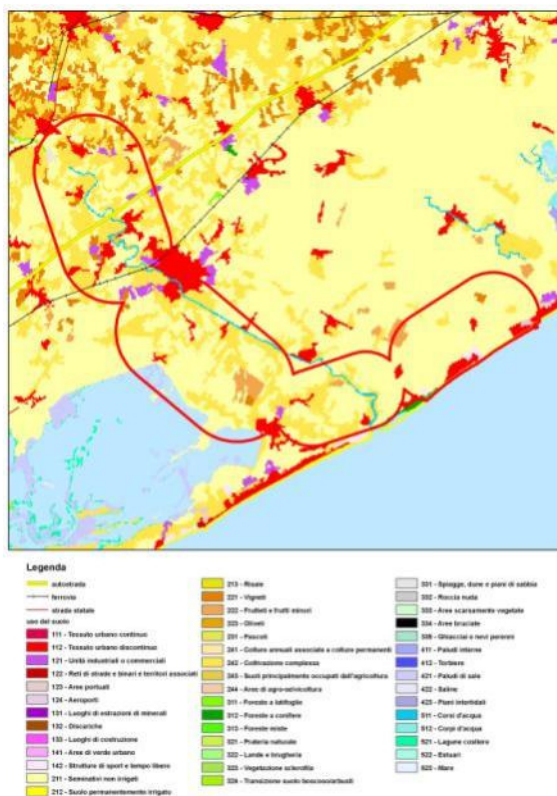 Legenda
autostrada
ferrovia
strada statale
uso del suolo
111 - Tessuto urbano continuo
112 - Tessuto urbano discontinuo
121 - Unità industriali o commerciali
122 - Reti di strade e binari e territori associati
123 - Aree portuali
124 - Aeroporti
131 - Luoghi di estrazioni di minerali
132 - Discariche
133 - Luoghi di costruzione
141 - Aree di verde urbano
142 - Strutture di sport e tempo libero
211 - Seminativi non irrigati
212 - Suolo permanentemente irrigato
213 - Risaie
221 - Vigneti
222 - Frutteti e frutti minori
223 - Oliveti
231 - Pascoli
241 - Colture annuali associate a colture permanenti
242 - Coltivazione complessa
243 - Suoli principalmente occupati dall'agricoltura
244 - Aree di agro-selvicoltura
311 - Foreste a latifoglie
312 - Foreste a conifere
313 - Foreste miste
321 - Praterie naturali
322 - Lande e brughiere
323 - Vegetazione sclerofilla
324 - Transizione suolo boscoso/arbusti
331 - Spiagge, dune e piani di sabbia
332 - Roccia nuda
333 - Aree scarsamente vegetate
334 - Aree bruciate
335 - Ghiacciai e nevi perenni
411 - Paludi interne
412 - Torbiere
421 - Paludi di sale
422 - Saline
423 - Piani intertidali
511 - Corsi d'acqua
512 - Corpi d'acqua
521 - Lagune costiere
522 - Estuari
523 - Mare